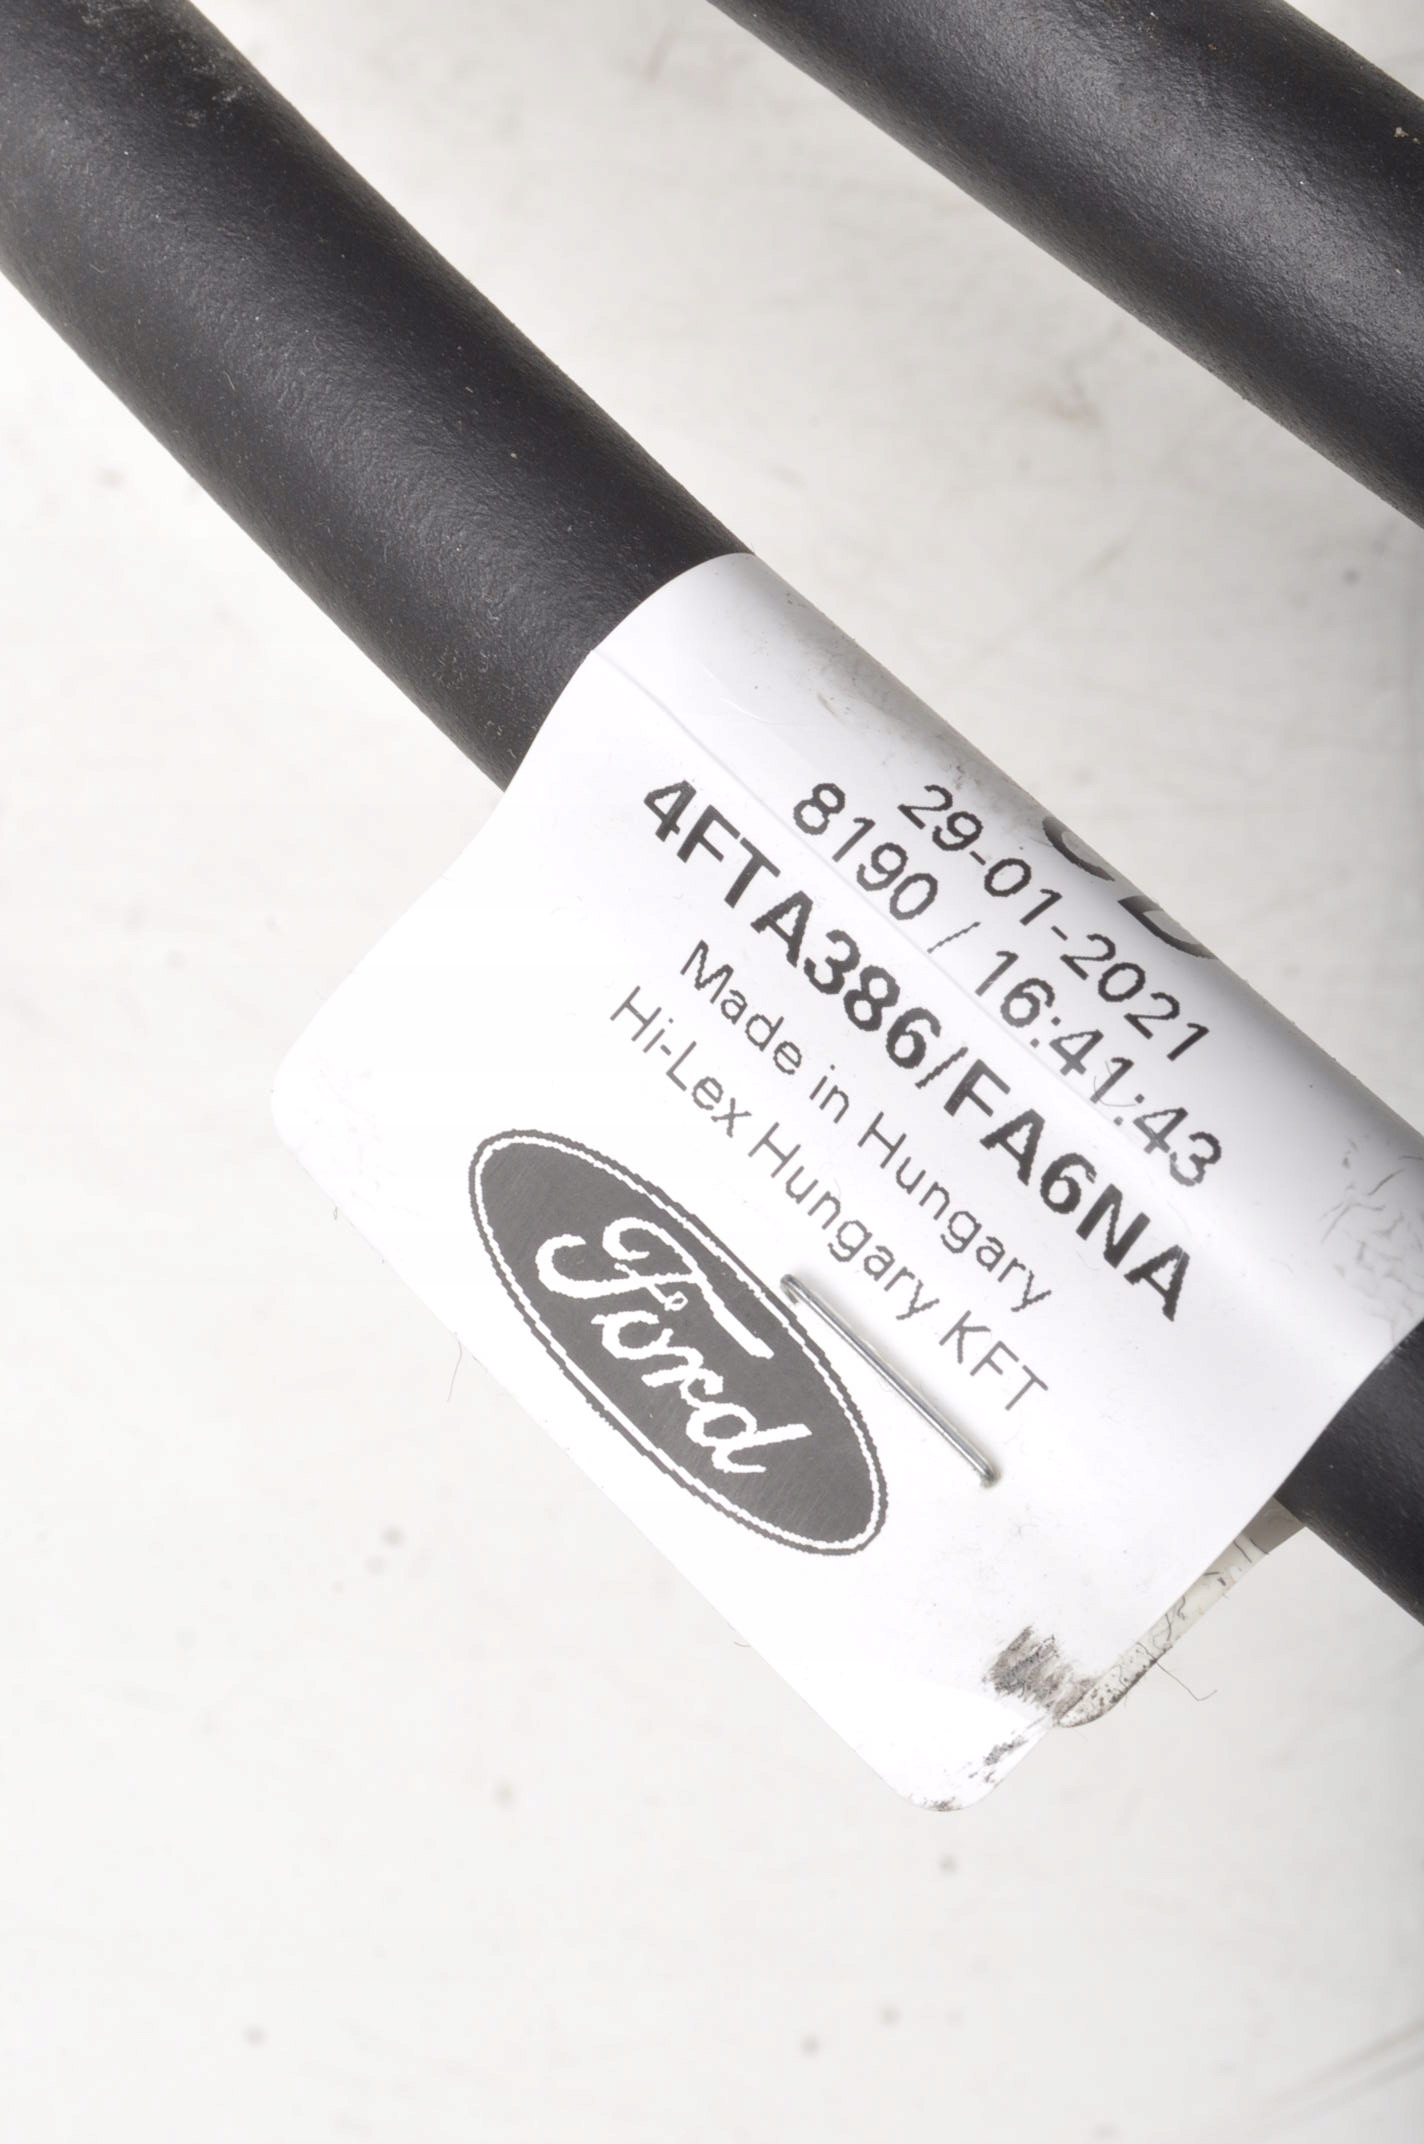 29-01-2021
8190 / 16:41:43
4FTA386/FA6NA
Made in Hungary
Hi-Lex Hungary KFT
Ford